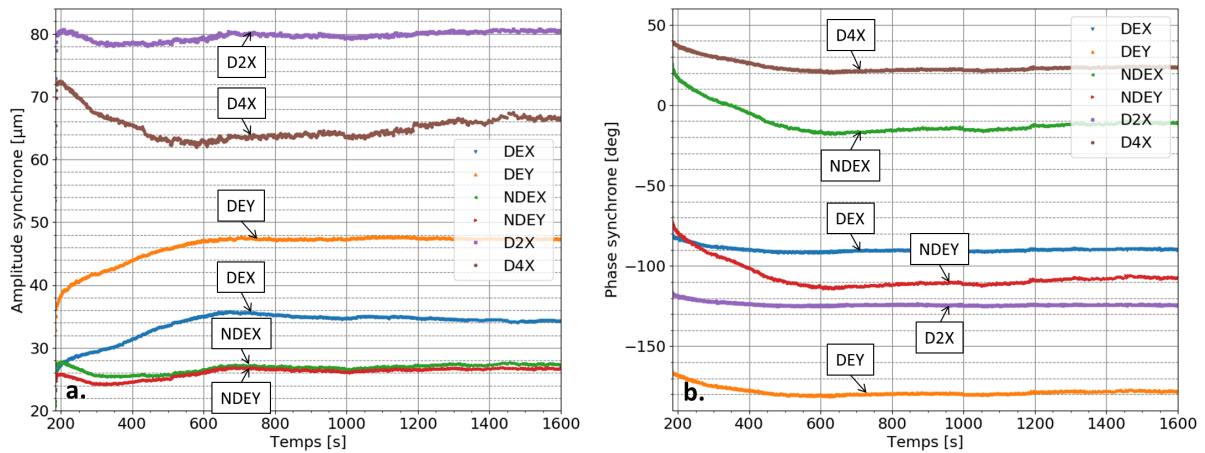 Amplitude synchrone [µm]
80
70
60
50
40
30
20
D2X
D4X
DEY
DEX
NDEX
NDEY
DEX
DEY
NDEX
NDEY
D2X
D4X
a.
200 400 600 800 1000 1200 1400 1600
Temps [s]
Phase synchrone [deg]
50
0
−50
−100
−150
D4X
NDEX
DEX
NDEY
D2X
DEY
DEX
DEY
NDEX
NDEY
D2X
D4X
b.
200 400 600 800 1000 1200 1400 1600
Temps [s]